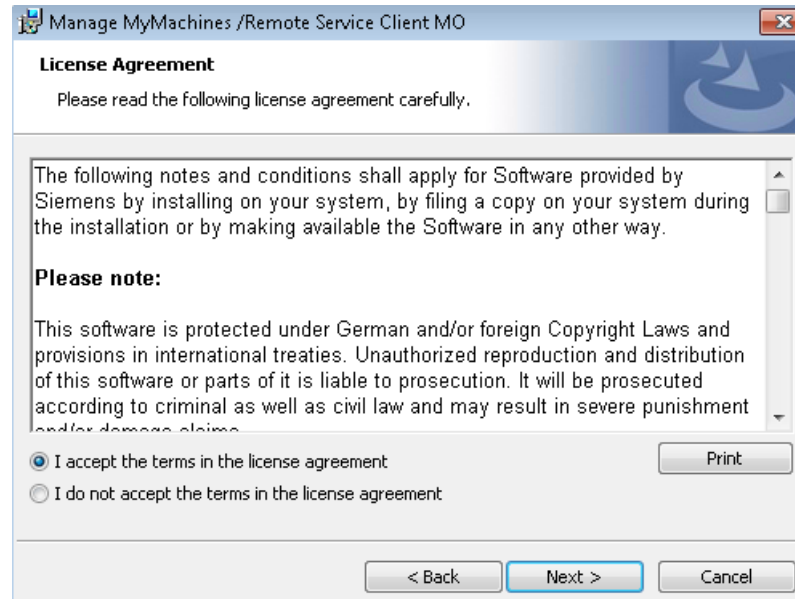 Manage MyMachines /Remote Service Client MO
License Agreement
Please read the following license agreement carefully.
The following notes and conditions shall apply for Software provided by
Siemens by installing on your system, by filing a copy on your system during
the installation or by making available the Software in any other way.
Please note:
This software is protected under German and/or foreign Copyright Laws and
provisions in international treaties. Unauthorized reproduction and distribution
of this software or parts of it is liable to prosecution. It will be prosecuted
according to criminal as well as civil law and may result in severe punishment
and/or damage claims.
I accept the terms in the license agreement
Print
I do not accept the terms in the license agreement
< Back
Next >
Cancel